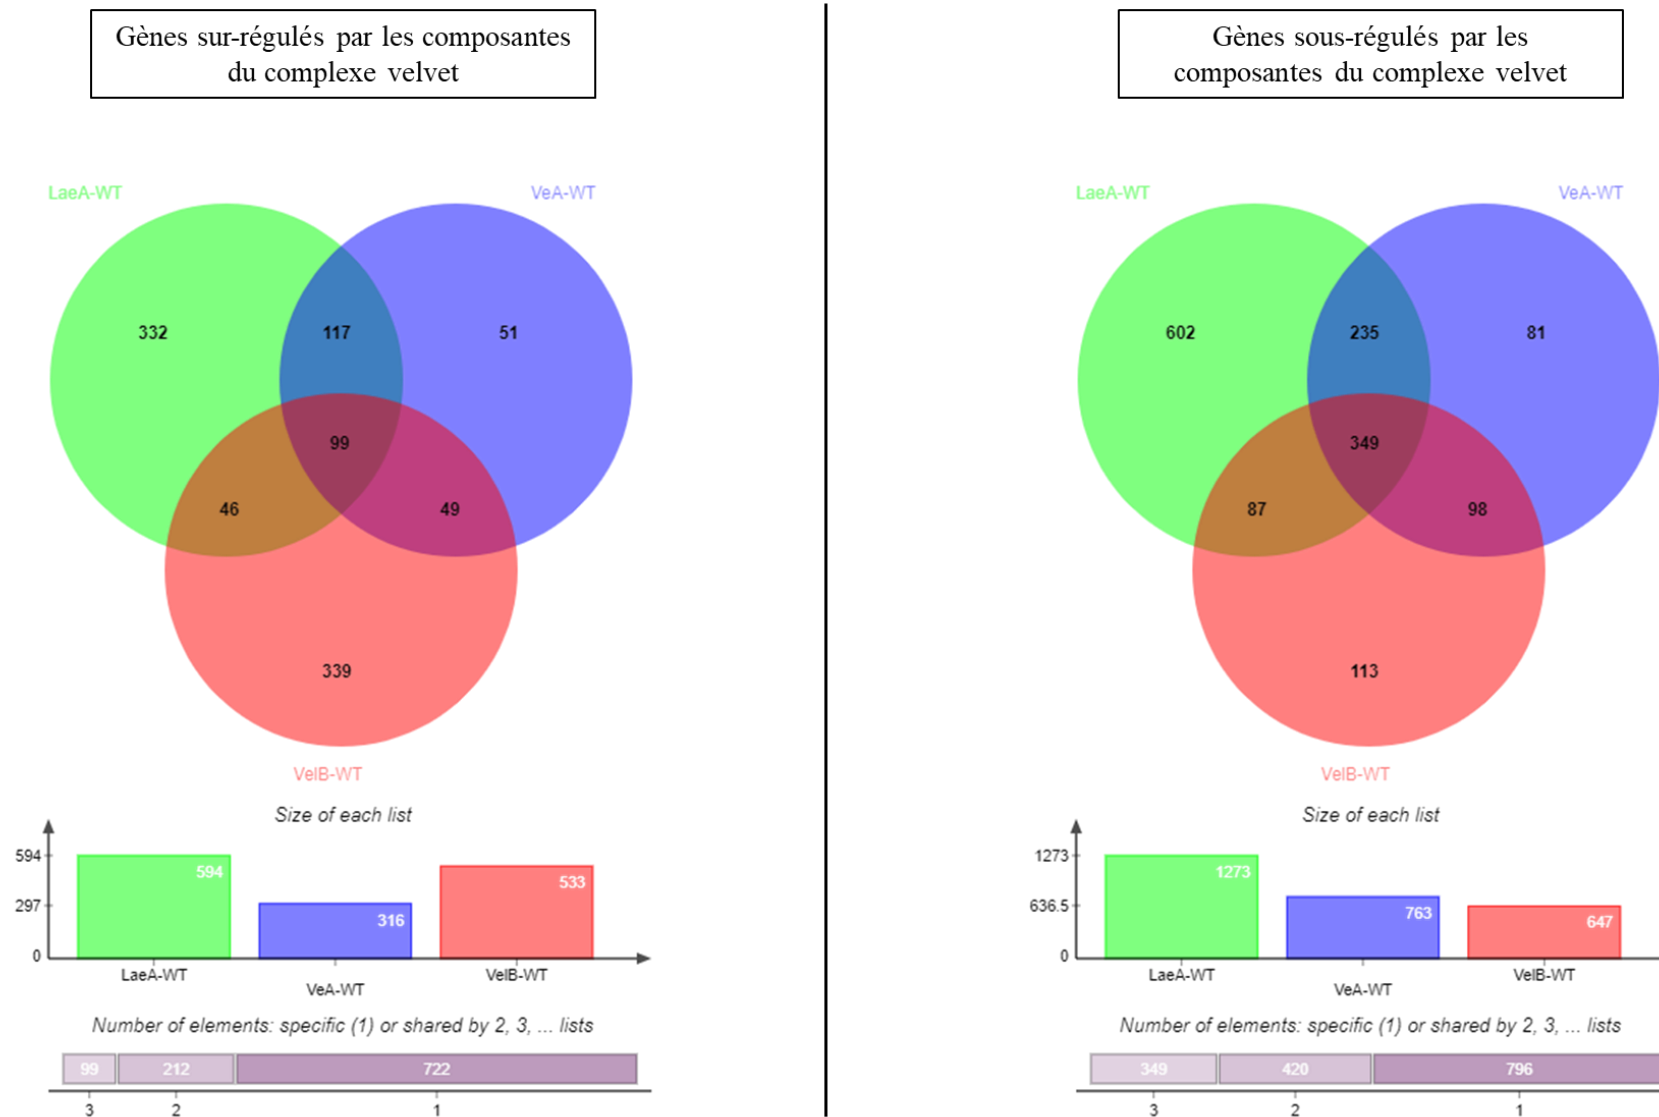 Gènes sur-régulés par les composantes
du complexe velvet
LaeA-WT
VeA-WT
332
117
51
99
46
49
339
VelB-WT
Size of each list
594
297
0
594
316
533
LaeA-WT
VeA-WT
VelB-WT
Number of elements: specific (1) or shared by 2, 3, ... lists
99
212
722
3
2
1
Gènes sous-régulés par les
composantes du complexe velvet
LaeA-WT
VeA-WT
602
235
81
349
87
98
113
VelB-WT
Size of each list
1273
636.5
0
1273
763
647
LaeA-WT
VeA-WT
VelB-WT
Number of elements: specific (1) or shared by 2, 3, ... lists
349
420
796
3
2
1